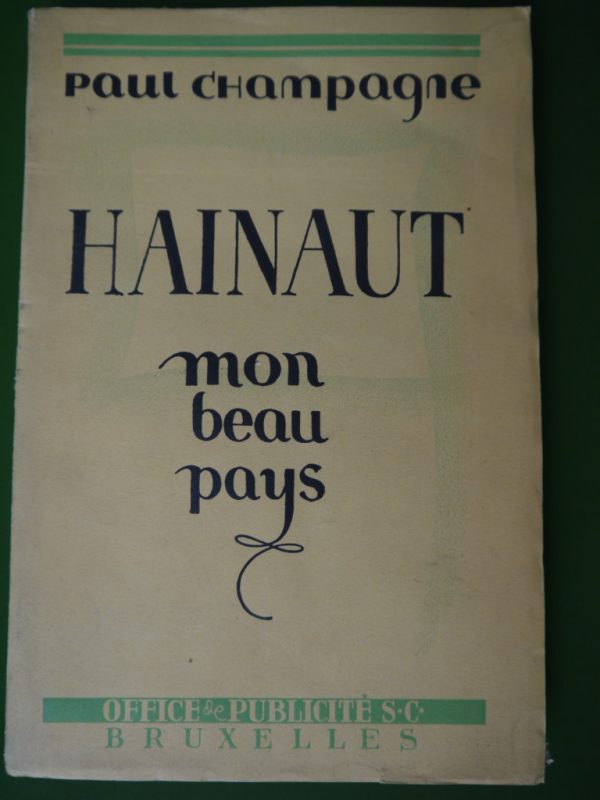 Paul Champagne
HAINAUT
mon
beau
pays
OFFICE de PUBLICITÉ S.C.
BRUXELLES